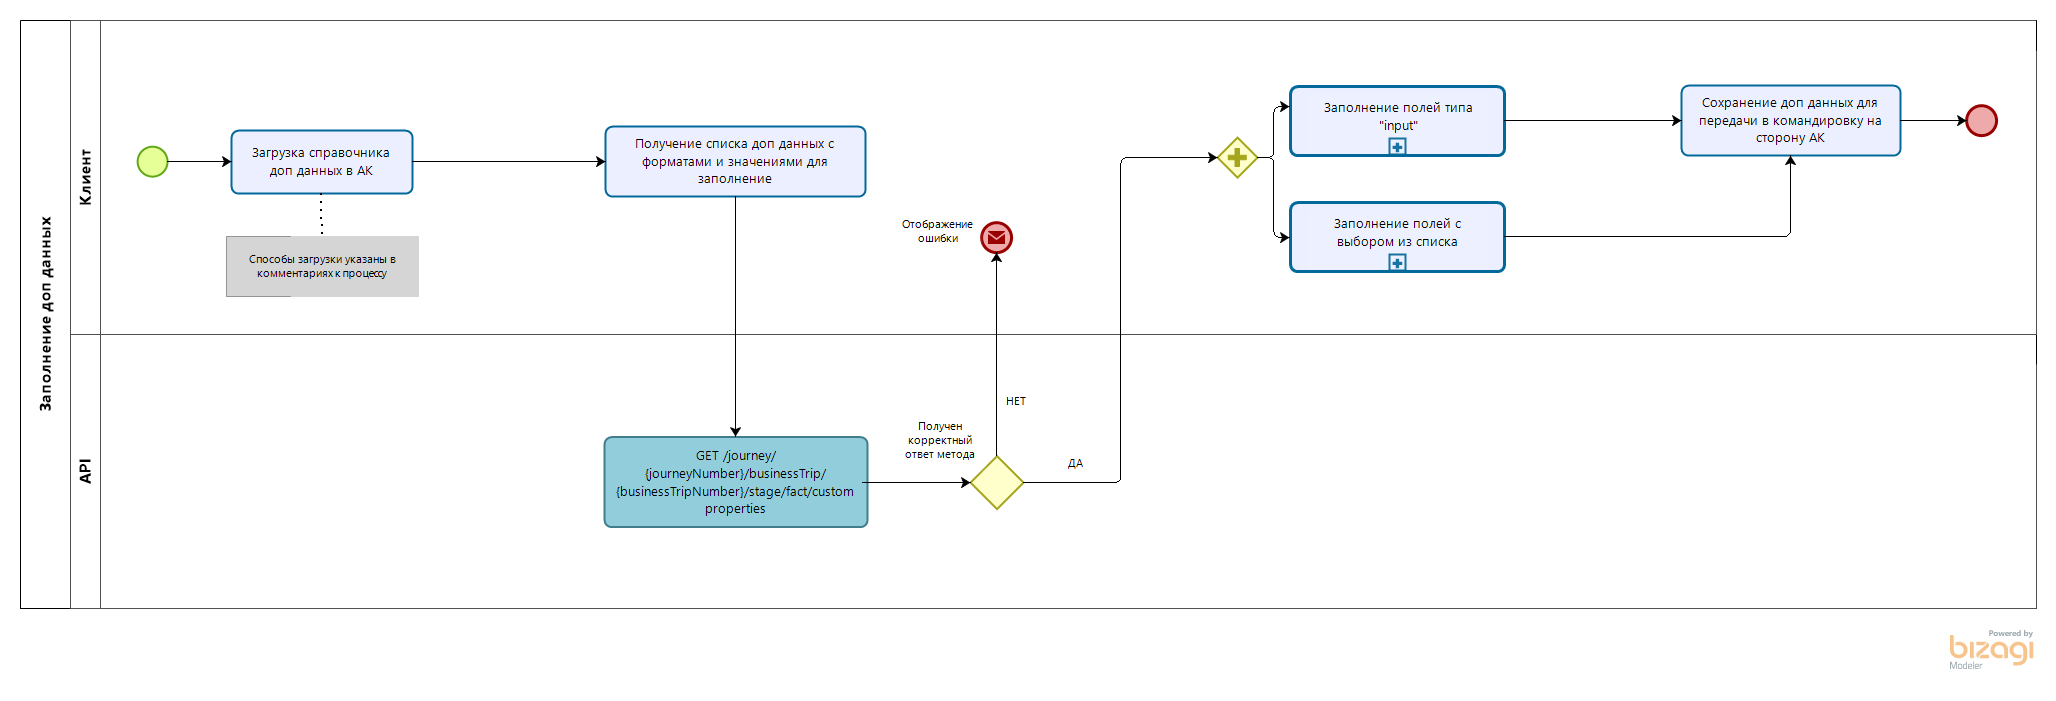 Заполнение доп данных
Клиент
Загрузка справочника
доп данных в АК
Способы загрузки указаны в
комментариях к процессу
Получение списка доп данных с
форматами и значениями для
заполнение
Отображение
ошибки
Заполнение полей типа
"input"
Заполнение полей с
выбором из списка
Сохранение доп данных для
передачи в командировку на
сторону АК
API
GET /journey/
{journeyNumber}/businessTrip/
{businessTripNumber}/stage/fact/custom
properties
Получен
корректный
ответ метода
НЕТ
ДА
Powered by
bizagi
Modeler